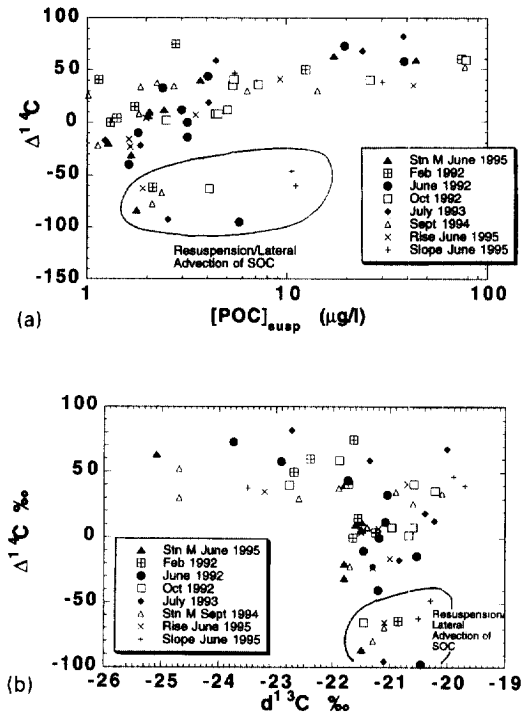 (a)
Δ¹⁴C
100
50
0
-50
-100
-150
Stn M June 1995
Feb 1992
June 1992
Oct 1992
July 1993
Sept 1994
Rise June 1995
Slope June 1995
Resuspension/Lateral
Advection of SOC
1
10
100
[POC]susp (μg/l)
(b)
Δ¹⁴C ‰
100
50
0
-50
-100
Stn M June 1995
Feb 1992
June 1992
Oct 1992
July 1993
Stn M Sept 1994
Rise June 1995
Slope June 1995
Resuspension/
Lateral
Advection of
SOC
-26 -25 -24 -23 -22 -21 -20 -19
d¹³C ‰